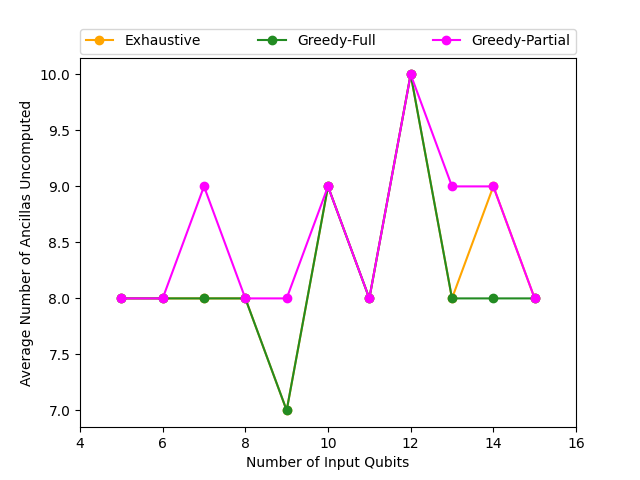 Exhaustive Greedy-Full Greedy-Partial
10.0
9.5
9.0
8.5
8.0
7.5
7.0
Average Number of Ancillas Uncomputed
4 6 8 10 12 14 16
Number of Input Qubits